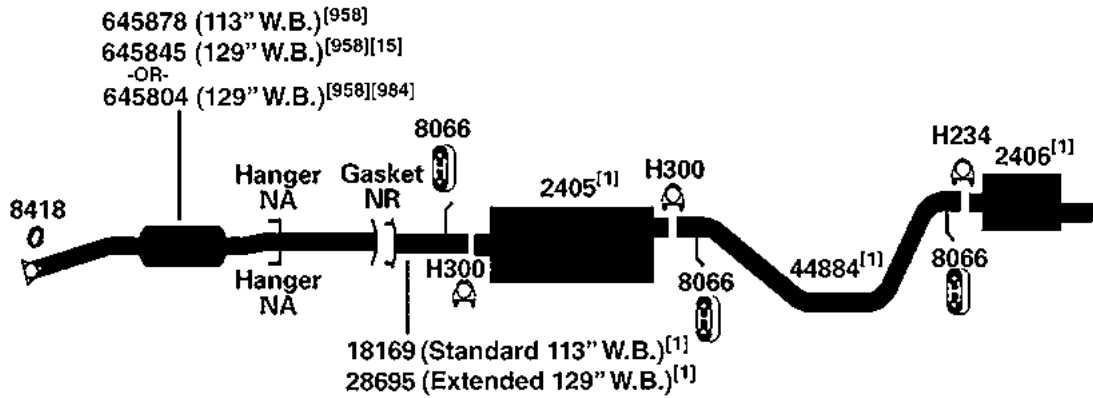 645878 (113” W.B.)[958]
645845 (129” W.B.)[958][15]
-OR-
645804 (129” W.B.)[958][984]
8066
H234
2406[1]
Hanger
NA
Gasket
NR
2405[1]
H300
8418
Hanger
NA
H300
8066
44884[1]
8066
18169 (Standard 113” W.B.)[1]
28695 (Extended 129” W.B.)[1]